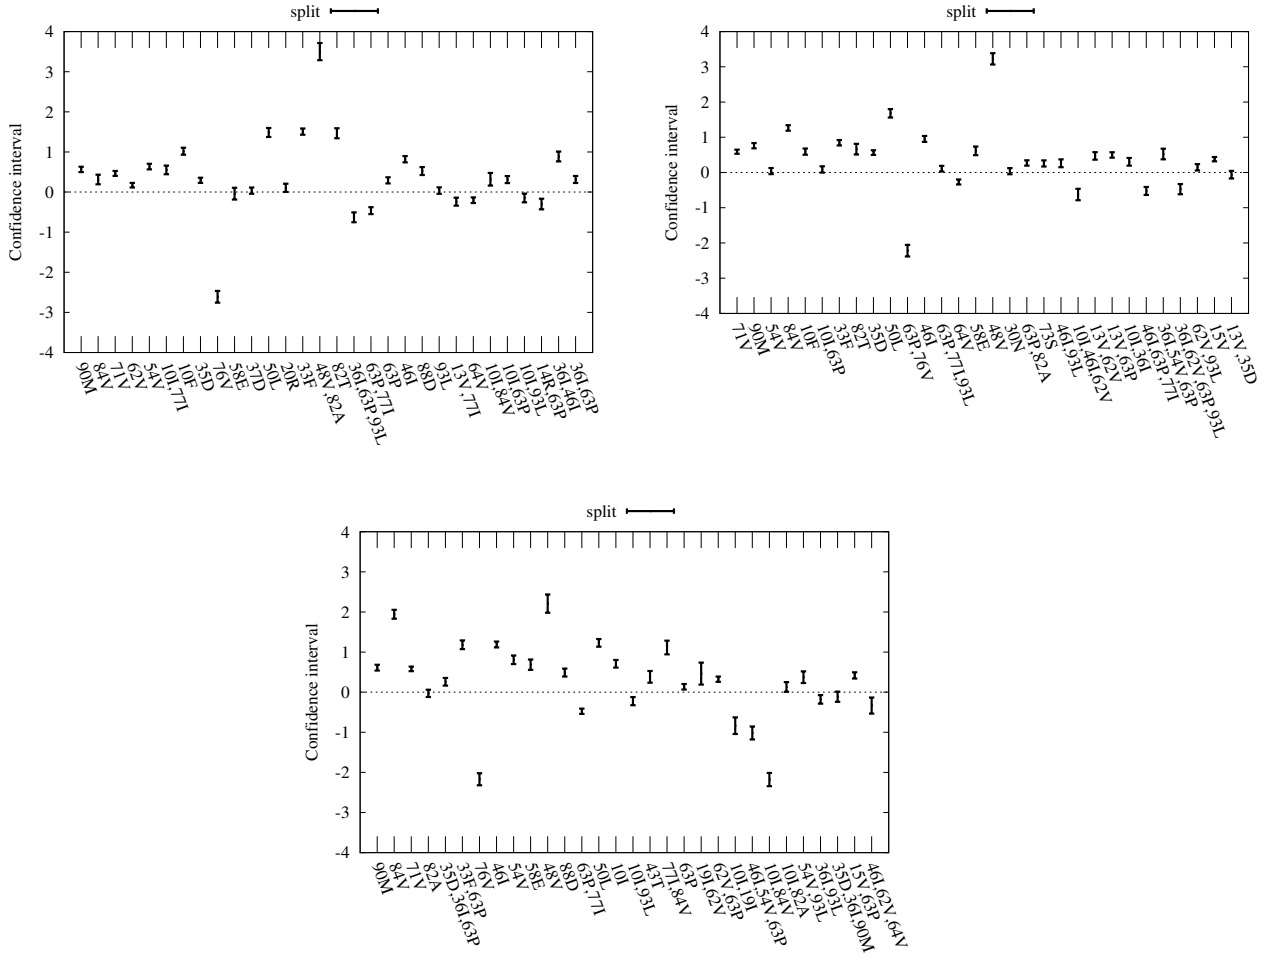 split
4
3
2
1
0
-1
-2
-3
-4
Confidence interval
90M
84V
71V
62V
54V
10I,77I
10F
35D
76V
58E
37D
50L
20R
33F
48V,82A
82T
36I,63P,93L
63P,77I
63P
46I
88D
93L
13V,77I
64V
10I,84V
10I,63P
10I,93L
14R,63P
36I,46I
36I,63P
split
4
3
2
1
0
-1
-2
-3
-4
Confidence interval
71V
90M
54V
84V
10F
10I,63P
33F
82T
35D
50L
63P,76V
46I
63P,77I,93L
64V
58E
48V
30N
63P,82A
73S
46I,93L
10I,46I,62V
13V,62V
13V,63P
10I,36I
46I,63P,77I
36I,54V,63P
36I,62V,63P,93L
62V,93L
15V
13V,35D
split
4
3
2
1
0
-1
-2
-3
-4
Confidence interval
90M
84V
71V
82A
35D,36I,63P
33F,63P
76V
46I
54V
58E
48V
88D
63P,77I
50L
10I
10I,93L
43T
77I,84V
63P
19I,62V
62V,63P
10I,19I
46I,54V,63P
10I,84V
10I,82A
54V,93L
36I,93L
35D,36I,90M
15V,63P
46I,62V,64V